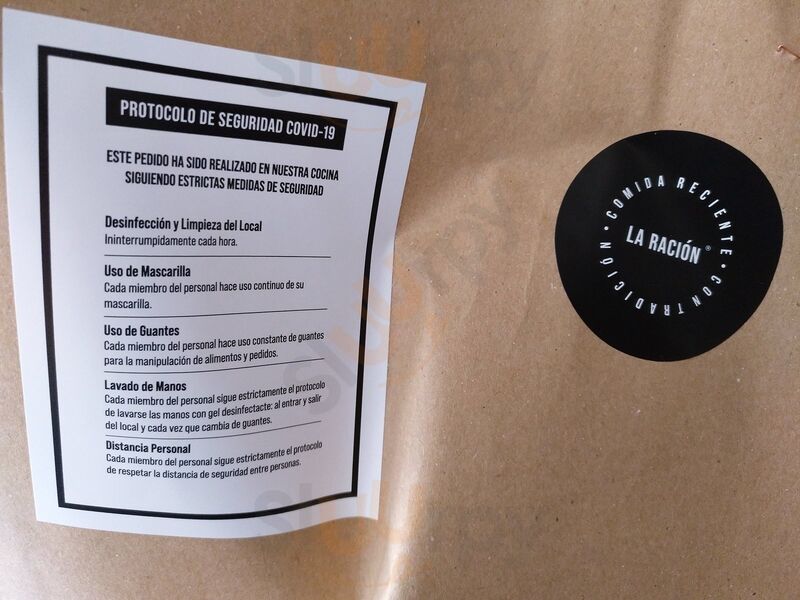 PROTOCOLO DE SEGURIDAD COVID-19
ESTE PEDIDO HA SIDO REALIZADO EN NUESTRA COCINA
SIGUIENDO ESTRICTAS MEDIDAS DE SEGURIDAD
Desinfección y Limpieza del Local
Ininterrumpidamente cada hora.
Uso de Mascarilla
Cada miembro del personal hace uso continuo de su
mascarilla.
Uso de Guantes
Cada miembro del personal hace uso constante de guantes
para la manipulación de alimentos y pedidos.
Lavado de Manos
Cada miembro del personal sigue estrictamente el protocolo
de lavarse las manos con gel desinfectacte: al entrar y salir
del local y cada vez que cambia de guantes.
Distancia Personal
Cada miembro del personal sigue estrictamente el protocolo
de respetar la distancia de seguridad entre personas.
COMIDA RECIENTE • CONTRADICIÓN •
LA RACIÓN®
sluurpy
sluurpy
sluurpy
sluurpy